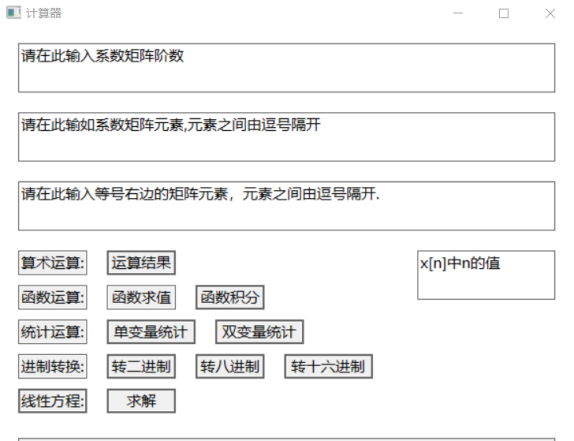 计算器
请在此输入系数矩阵阶数
请在此输如系数矩阵元素,元素之间由逗号隔开
请在此输入等号右边的矩阵元素，元素之间由逗号隔开.
算术运算: 运算结果 x[n]中n的值
函数运算: 函数求值 函数积分
统计运算: 单变量统计 双变量统计
进制转换: 转二进制 转八进制 转十六进制
线性方程: 求解